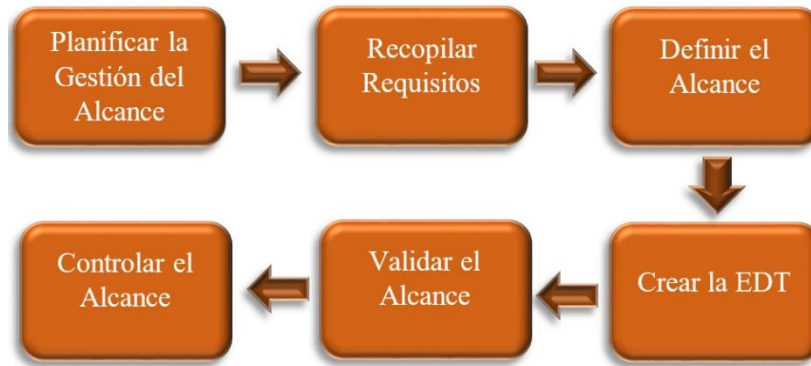 Planificar la
Gestión del
Alcance
Recopilar
Requisitos
Definir el
Alcance
Crear la EDT
Validar el
Alcance
Controlar el
Alcance